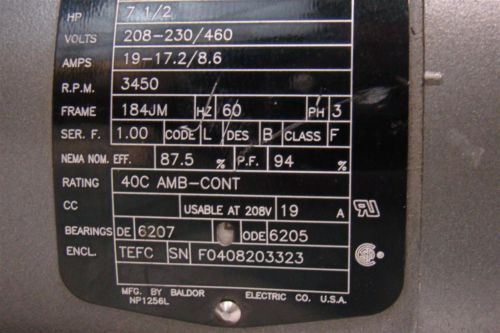 HP 7 1/2
VOLTS 208-230/460
AMPS 19-17.2/8.6
R.P.M. 3450
FRAME 184JM HZ 60 PH 3
SER. F. 1.00 CODE L DES B CLASS F
NEMA NOM. EFF. 87.5 % P.F. 94 %
RATING 40C AMB-CONT
CC USABLE AT 208V 19 A
BEARINGS DE 6207 ODE 6205
ENCL. TEFC SN F0408203323
MFG. BY BALDOR ELECTRIC CO. U.S.A.
NP1256L